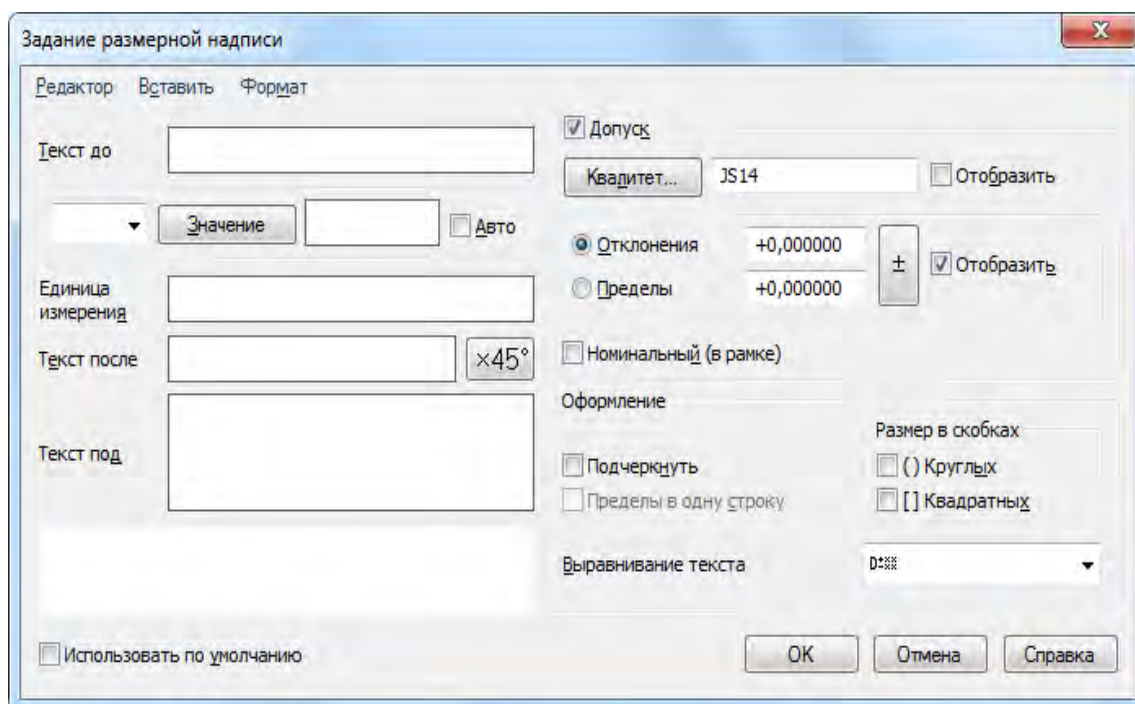 Задание размерной надписи
Редактор Вставить Формат
Текст до
Значение
Авто
Единица
измерения
Текст после
×45°
Текст под
Использовать по умолчанию
Допуск
Квалитет...
JS14
Отобразить
Отклонения
+0,000000
Пределы
+0,000000
±
Отобразить
Номинальный (в рамке)
Оформление
Подчеркнуть
Пределы в одну строку
Размер в скобках
( ) Круглых
[ ] Квадратных
Выравнивание текста
OK
Отмена
Справка